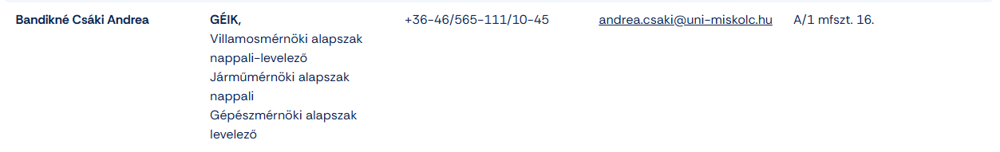 Bandikné Csáki Andrea GÉIK, +36-46/565-111/10-45 andrea.csaki@uni-miskolc.hu A/1 mfszt. 16.
Villamosmérnöki alapszak
nappali-levelező
Járműmérnöki alapszak
nappali
Gépészmérnöki alapszak
levelező